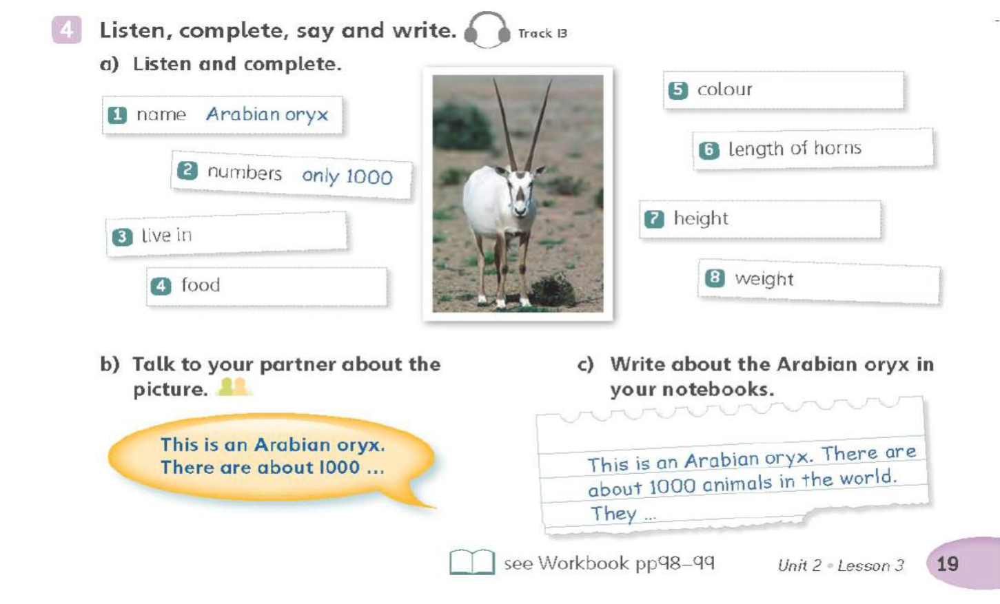 4 Listen, complete, say and write. Track 13
a) Listen and complete.
1 name Arabian oryx
2 numbers only 1000
3 live in
4 food
5 colour
6 length of horns
7 height
8 weight
b) Talk to your partner about the
picture.
This is an Arabian oryx.
There are about 1000 ...
c) Write about the Arabian oryx in
your notebooks.
This is an Arabian oryx. There are
about 1000 animals in the world.
They ...
see Workbook pp98–99
Unit 2 • Lesson 3 19